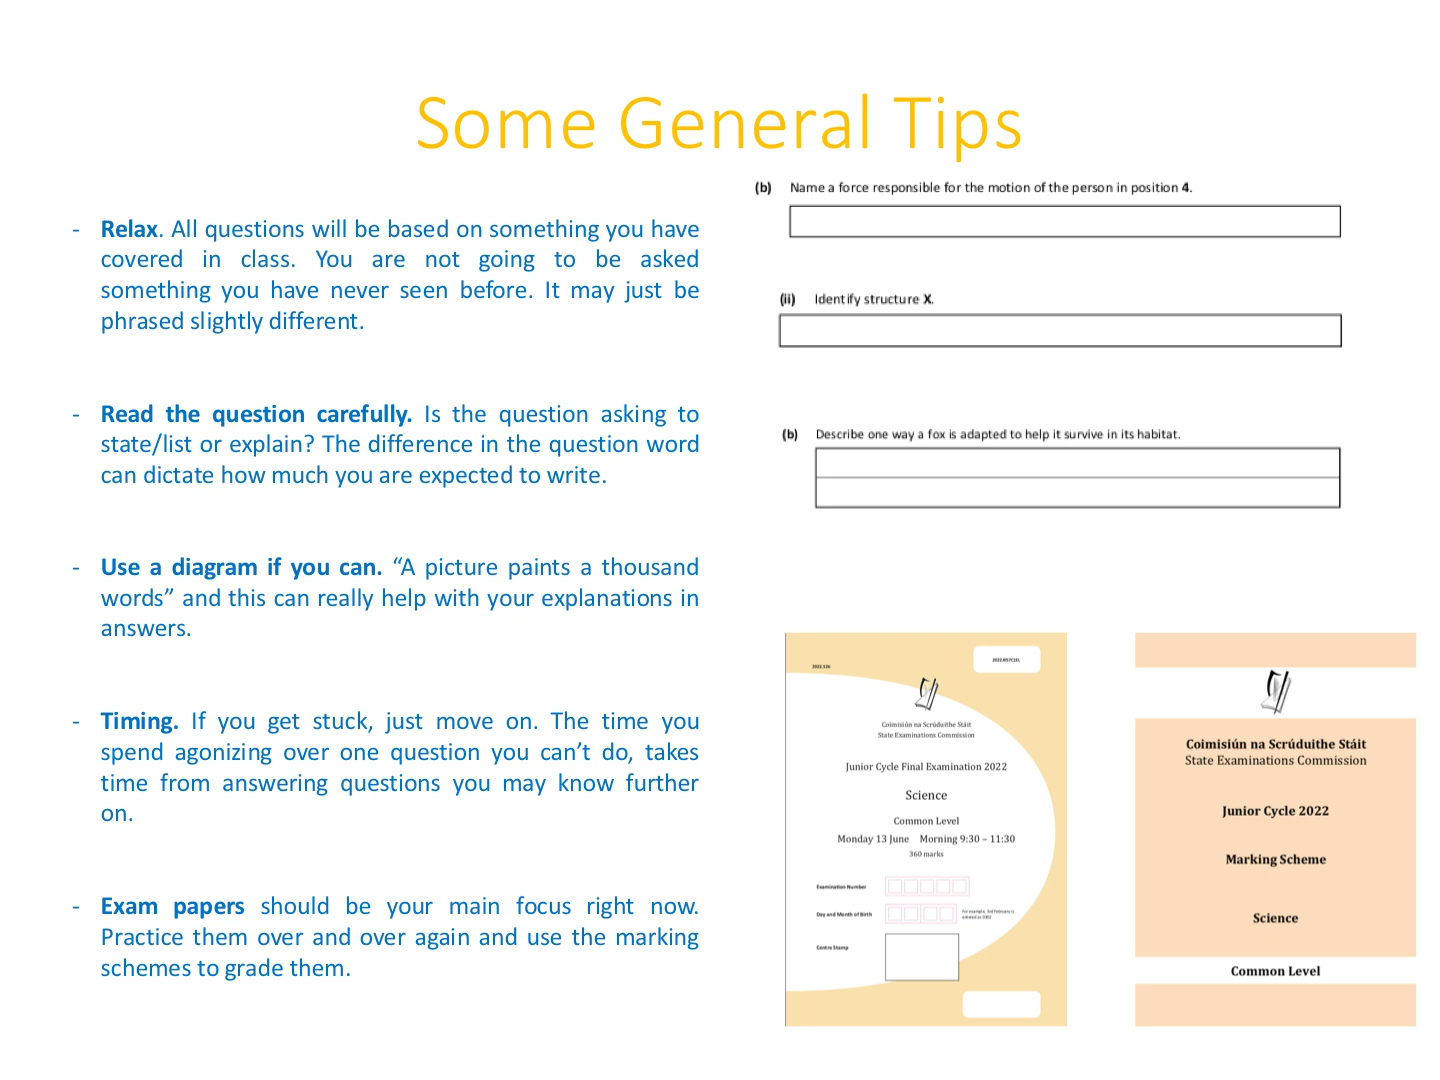 Some General Tips
- Relax. All questions will be based on something you have
covered in class. You are not going to be asked
something you have never seen before. It may just be
phrased slightly different.
- Read the question carefully. Is the question asking to
state/list or explain? The difference in the question word
can dictate how much you are expected to write.
- Use a diagram if you can. “A picture paints a thousand
words” and this can really help with your explanations in
answers.
- Timing. If you get stuck, just move on. The time you
spend agonizing over one question you can’t do, takes
time from answering questions you may know further
on.
- Exam papers should be your main focus right now.
Practice them over and over again and use the marking
schemes to grade them.
(b) Name a force responsible for the motion of the person in position 4.
(ii) Identify structure X.
(b) Describe one way a fox is adapted to help it survive in its habitat.
Coimisiún na Scrúduithe Stáit
State Examinations Commission
Junior Cycle Final Examination 2022
Science
Common Level
Monday 13 June Morning 9:30 – 11:30
360 marks
Examination Number
Day and Month of Birth
For example, 3rd February is
entered as 0302
Centre Stamp
Coimisiún na Scrúduithe Stáit
State Examinations Commission
Junior Cycle 2022
Marking Scheme
Science
Common Level